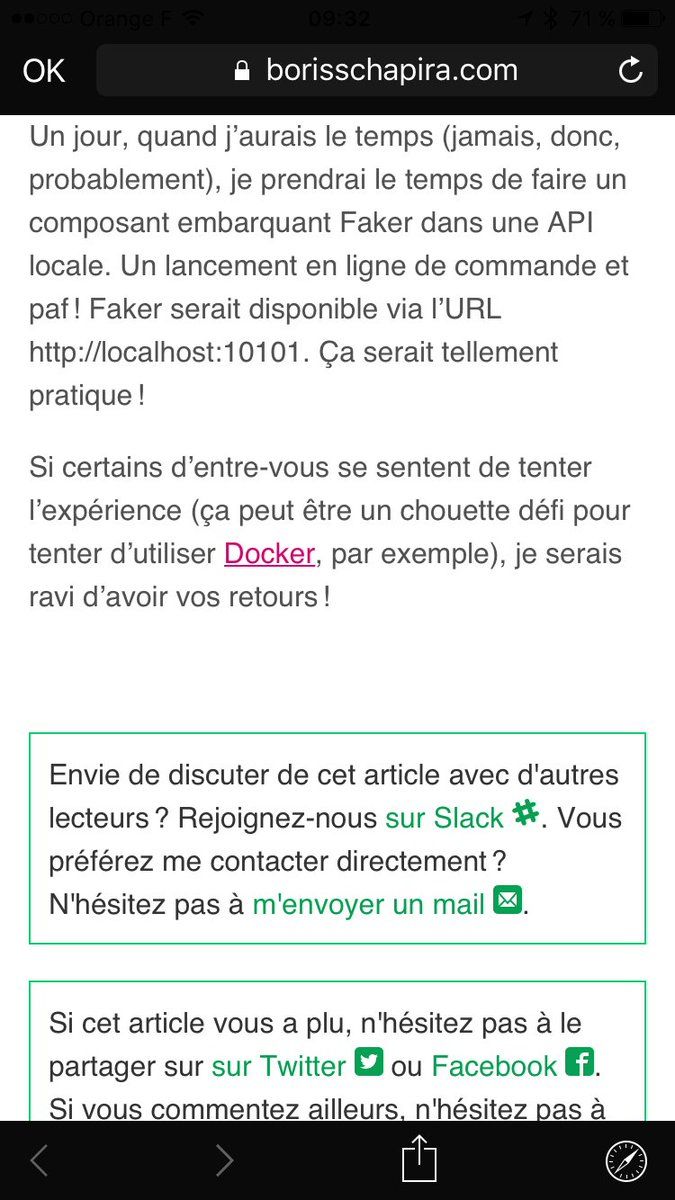 Orange F 09:32 71 %
OK borisschapira.com
Un jour, quand j’aurais le temps (jamais, donc,
probablement), je prendrai le temps de faire un
composant embarquant Faker dans une API
locale. Un lancement en ligne de commande et
paf ! Faker serait disponible via l’URL
http://localhost:10101. Ça serait tellement
pratique !
Si certains d’entre-vous se sentent de tenter
l’expérience (ça peut être un chouette défi pour
tenter d’utiliser Docker, par exemple), je serais
ravi d’avoir vos retours !
Envie de discuter de cet article avec d'autres
lecteurs ? Rejoignez-nous sur Slack. Vous
préférez me contacter directement ?
N'hésitez pas à m'envoyer un mail.
Si cet article vous a plu, n'hésitez pas à le
partager sur sur Twitter ou Facebook.
Si vous commentez ailleurs, n'hésitez pas à